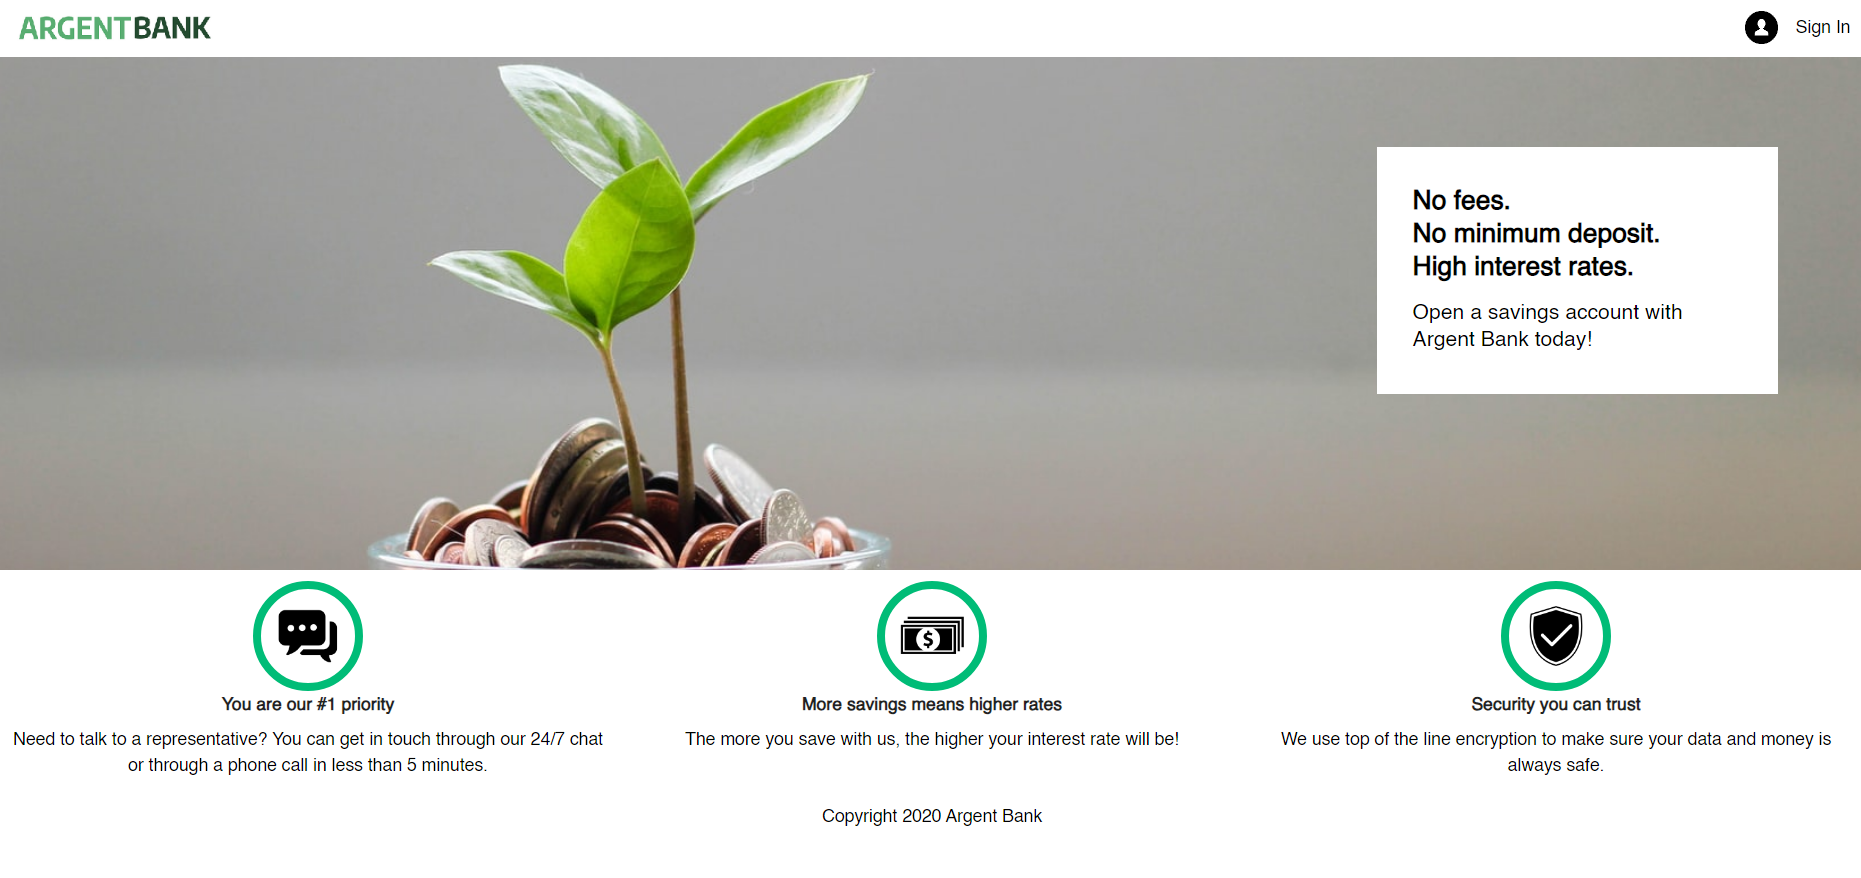 ARGENTBANK
Sign In
No fees.
No minimum deposit.
High interest rates.
Open a savings account with
Argent Bank today!
You are our #1 priority
Need to talk to a representative? You can get in touch through our 24/7 chat
or through a phone call in less than 5 minutes.
$
More savings means higher rates
The more you save with us, the higher your interest rate will be!
Security you can trust
We use top of the line encryption to make sure your data and money is
always safe.
Copyright 2020 Argent Bank